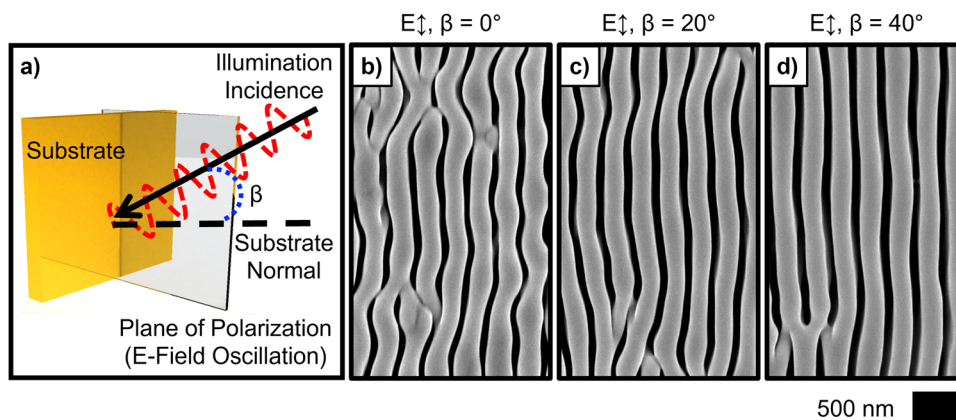 E↕, β = 0°
E↕, β = 20°
E↕, β = 40°
a)
Illumination
Incidence
Substrate
β
Substrate
Normal
Plane of Polarization
(E-Field Oscillation)
b)
c)
d)
500 nm